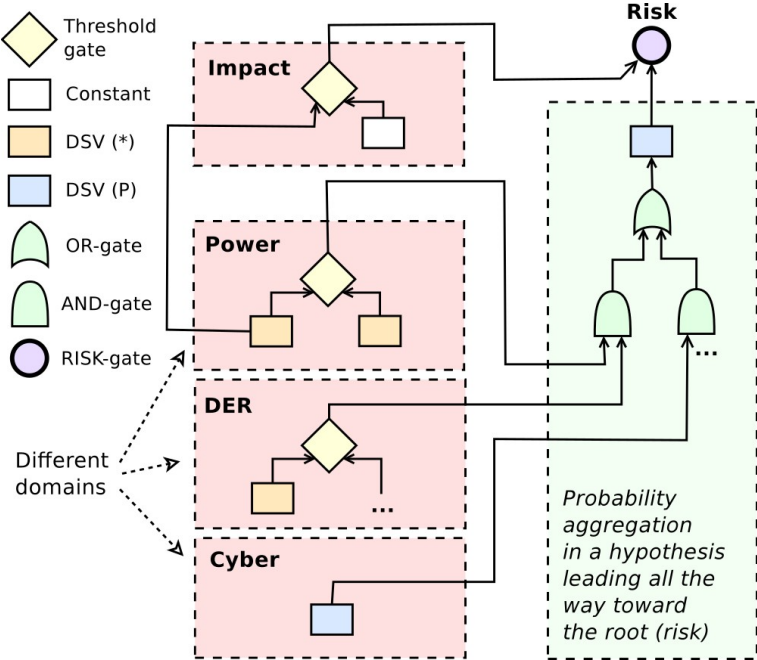 Threshold
gate
Constant
DSV (*)
DSV (P)
OR-gate
AND-gate
RISK-gate
Different
domains
Impact
Power
DER
...
Cyber
Risk
...
Probability
aggregation
in a hypothesis
leading all the
way toward
the root (risk)